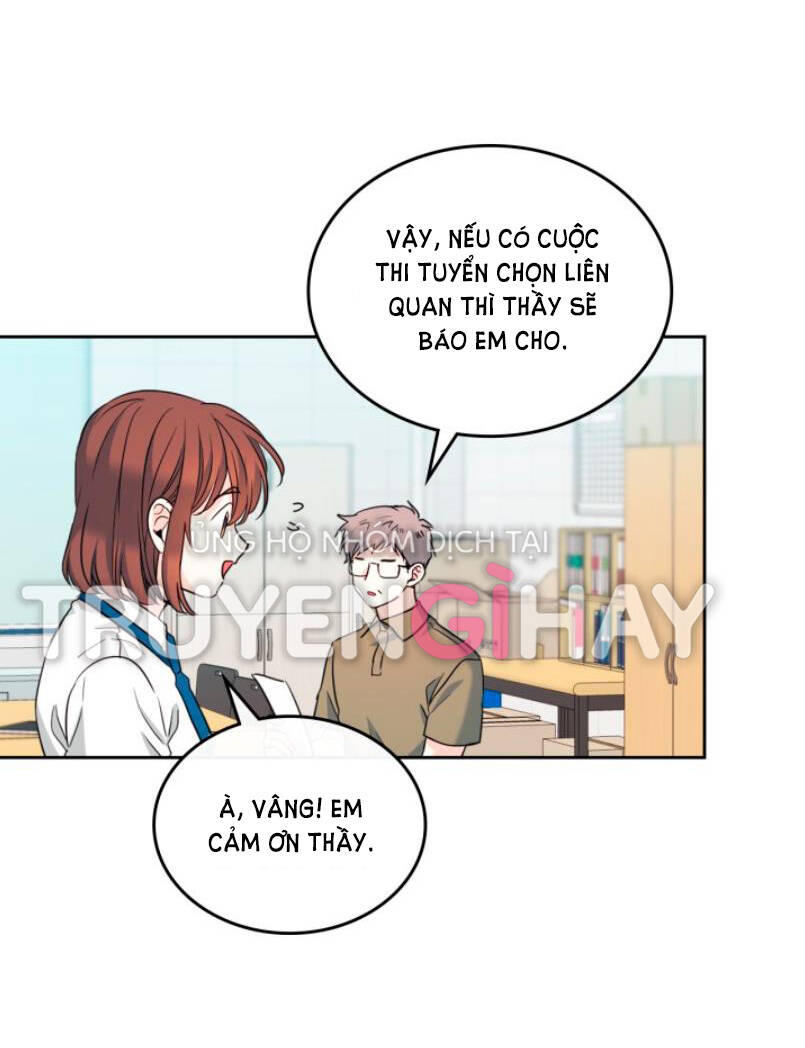 VẬY, NẾU CÓ CUỘC
THI TUYỂN CHỌN LIÊN
QUAN THÌ THẦY SẼ
BÁO EM CHO.
ỦNG HỘ NHÓM DỊCH TẠI
TRUYENGIHAY
À, VÂNG! EM
CẢM ƠN THẦY.